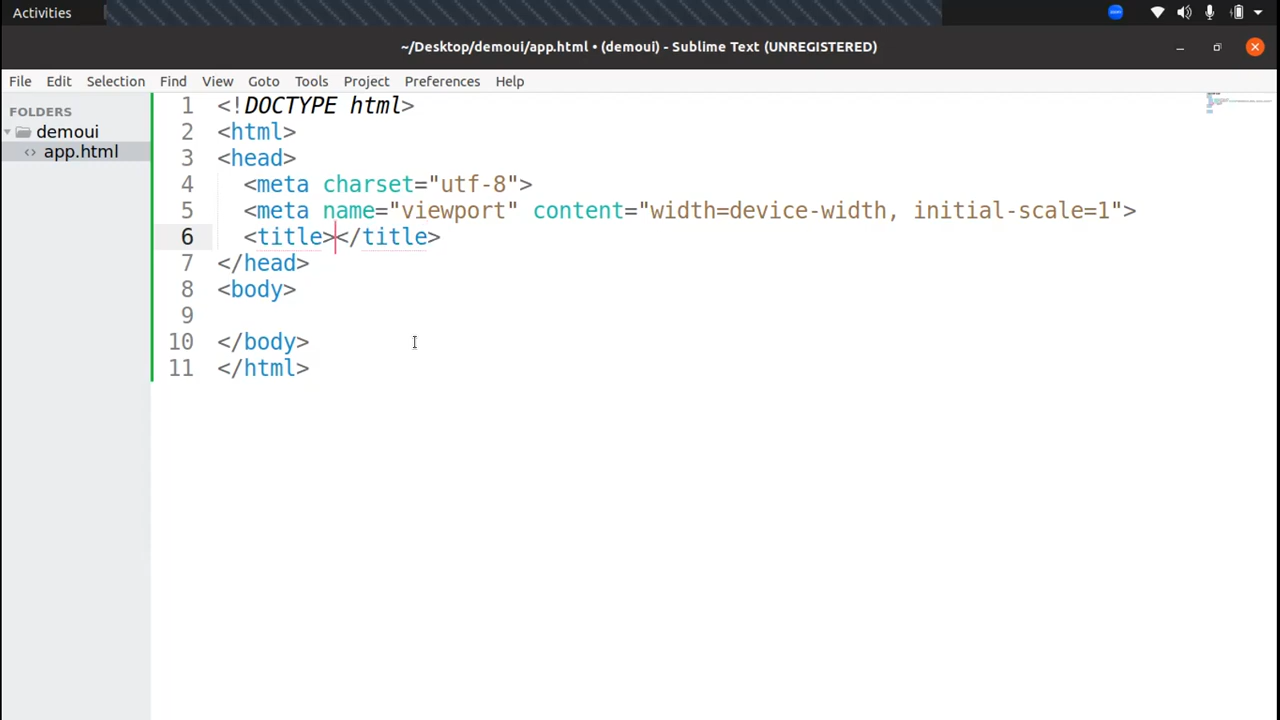 Activities
~/Desktop/demoui/app.html • (demoui) - Sublime Text (UNREGISTERED)
File Edit Selection View Find View Goto Tools Project Preferences Help
FOLDERS
demoui
<> app.html
1 <!DOCTYPE html>
2 <html>
3 <head>
4 <meta charset="utf-8">
5 <meta name="viewport" content="width=device-width, initial-scale=1">
6 <title></title>
7 </head>
8 <body>
9
10 </body>
11 </html>